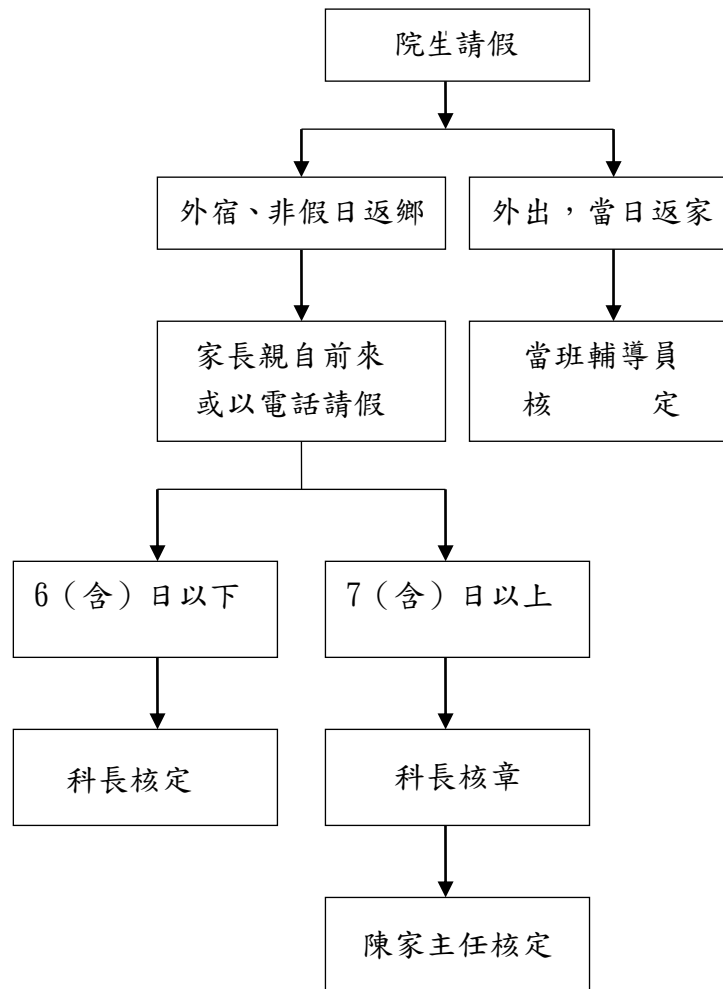 院生請假
外宿、非假日返鄉
外出，當日返家
家長親自前來
或以電話請假
當班輔導員
核　　　定
6（含）日以下
7（含）日以上
科長核定
科長核章
陳家主任核定